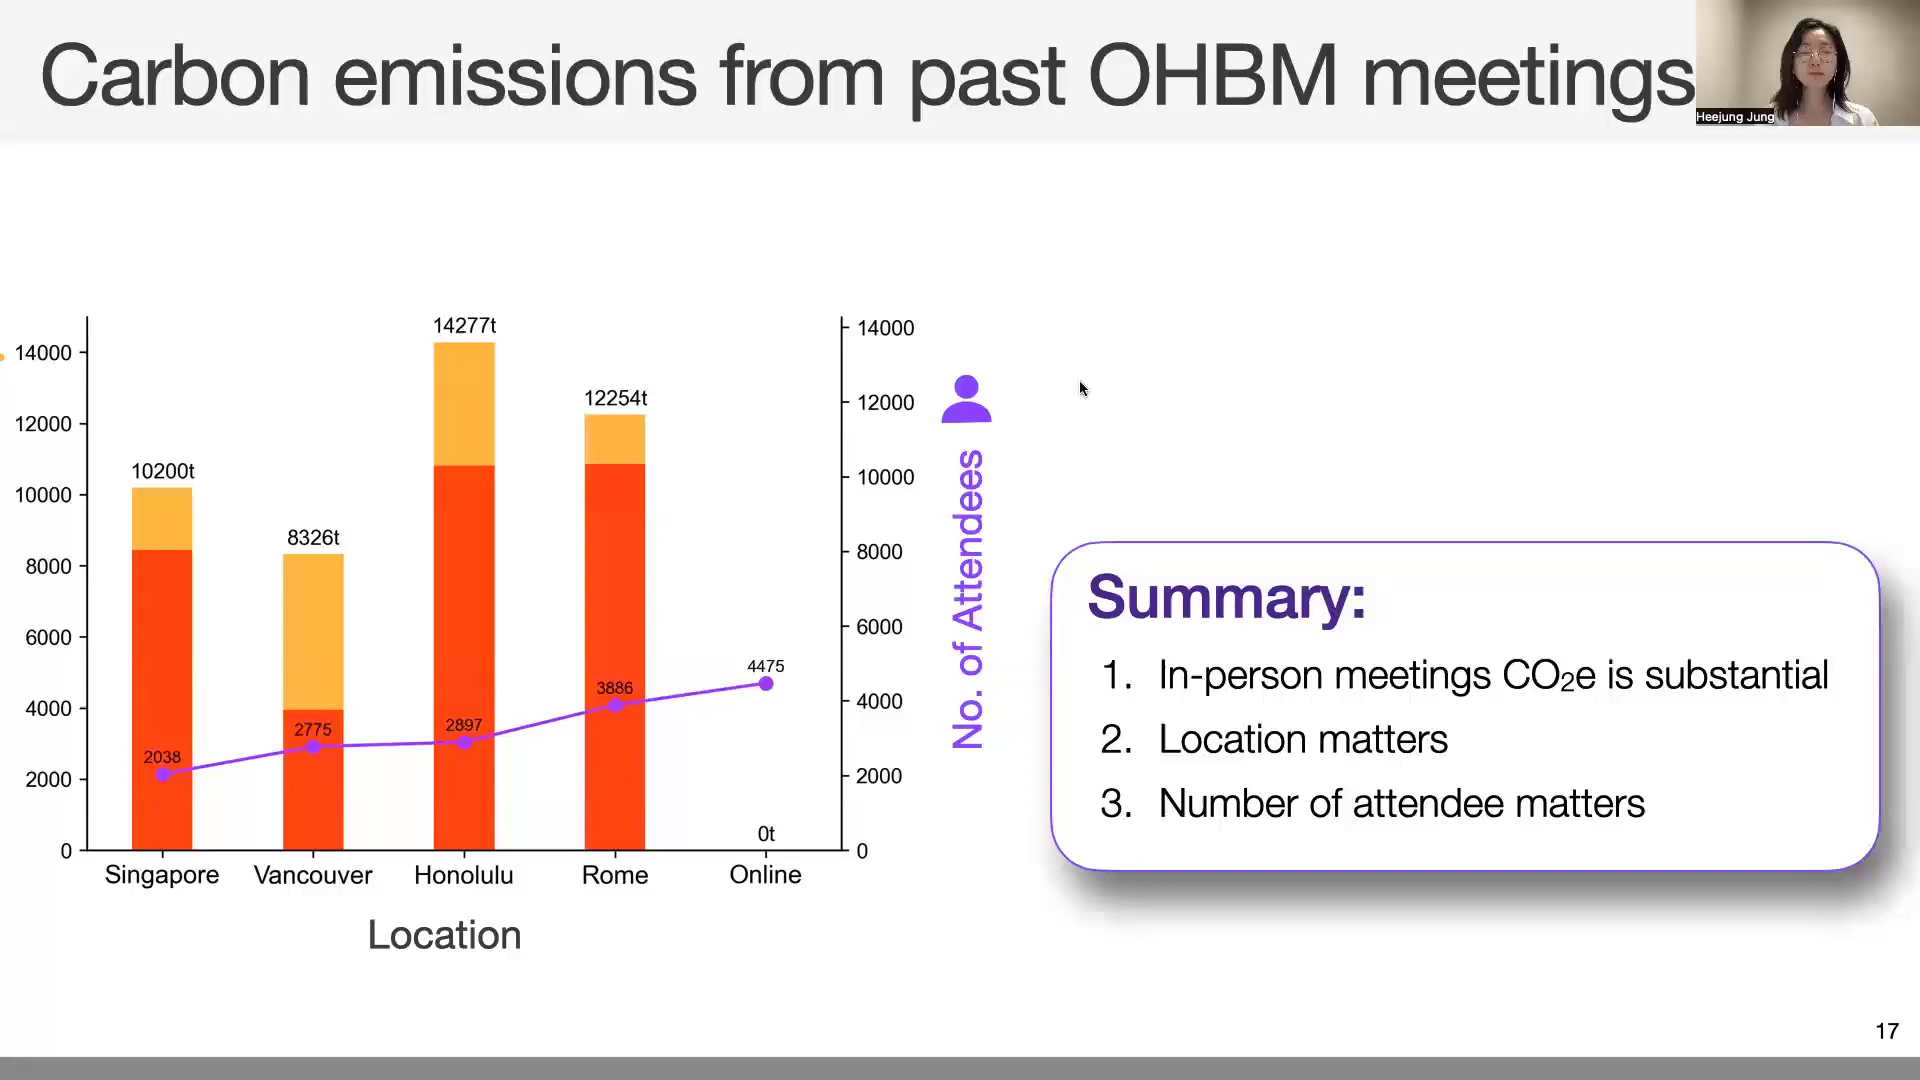 Carbon emissions from past OHBM meetings
Heejung Jung
14277t
14000
14000
12254t
12000
12000
10200t
10000
10000
8326t
8000
8000
6000
6000
4475
3886
4000
4000
2897
2775
2038
2000
2000
0t
0
0
Singapore
Vancouver
Honolulu
Rome
Online
Location
No. of Attendees
Summary:
1. In-person meetings CO₂e is substantial
2. Location matters
3. Number of attendee matters
17